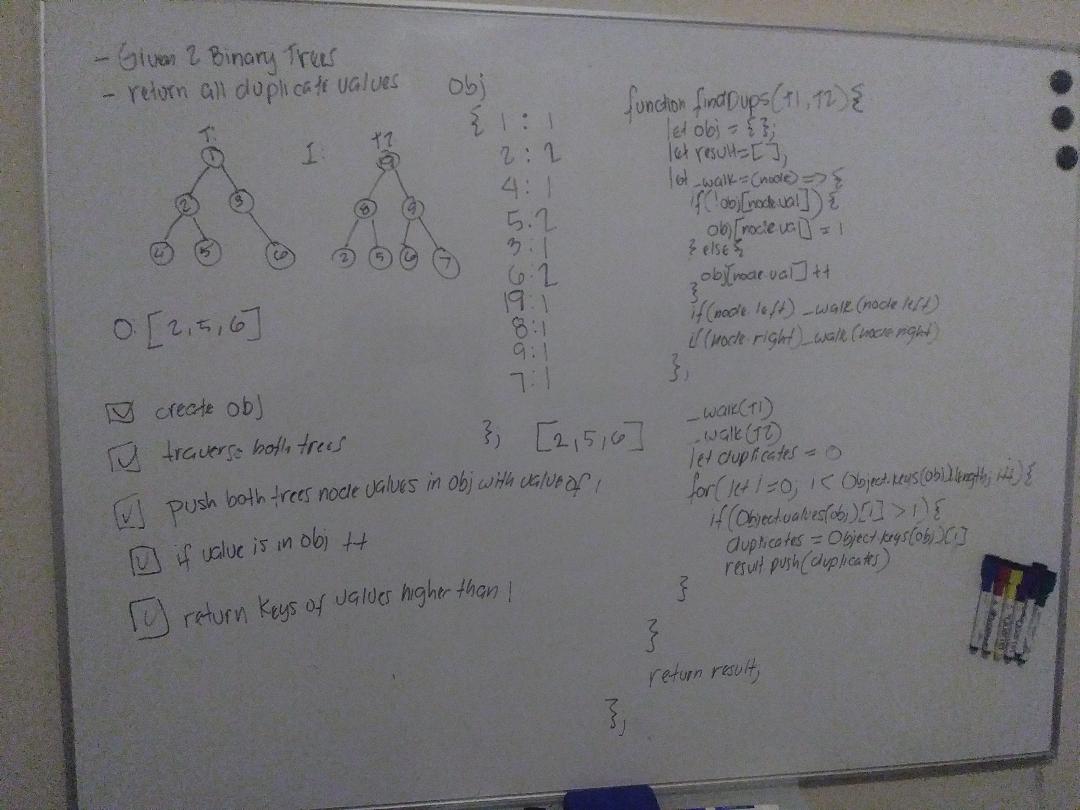 - Given 2 Binary Trees
- return all duplicate values
I:
T1
1
2 3
4 5 6
T2
8 9
2 5 6 7
O: [2,5,6]
☑ create obj
☑ traverse both trees
☑ push both trees node values in obj with value of 1
☑ if value is in obj ++
☑ return keys of values higher than 1
Obj
{ 1 : 1
2 : 2
4 : 1
5 : 2
3 : 1
6 : 2
19 : 1
8 : 1
9 : 1
7 : 1
}; [2,5,6]
function findDups(T1, T2) {
let obj = {};
let result = [];
let _walk = (node) => {
if(!obj[node.val]) {
obj[node.val] = 1
} else {
obj[node.val] ++
}
if(node.left) _walk(node.left)
if(node.right) _walk(node.right)
};
_walk(T1)
_walk(T2)
let duplicates = 0
for(let i=0; i < Object.keys(obj).length; i++) {
if(Object.values(obj)[i] > 1) {
duplicates = Object.keys(obj)[i]
result.push(duplicates)
}
}
return result;
};